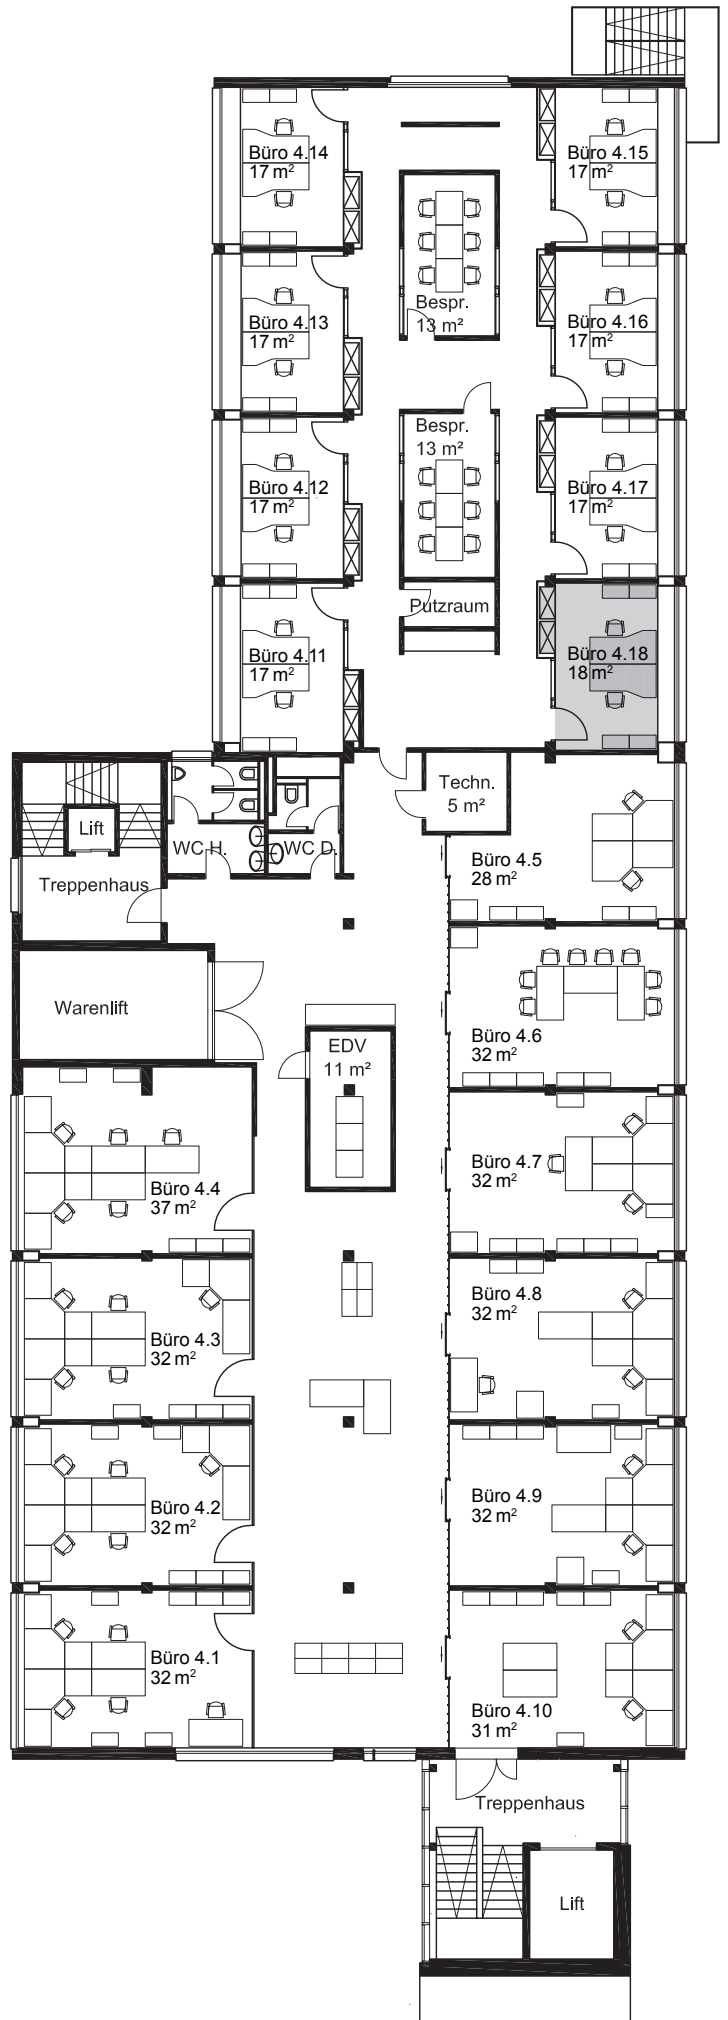 Büro 4.14
17 m²
Büro 4.15
17 m²
Bespr.
13 m²
Büro 4.13
17 m²
Büro 4.16
17 m²
Bespr.
13 m²
Büro 4.12
17 m²
Büro 4.17
17 m²
Putzraum
Büro 4.11
17 m²
Büro 4.18
18 m²
Techn.
5 m²
Lift
WC H.
WC D.
Treppenhaus
Büro 4.5
28 m²
Warenlift
EDV
11 m²
Büro 4.6
32 m²
Büro 4.4
37 m²
Büro 4.7
32 m²
Büro 4.3
32 m²
Büro 4.8
32 m²
Büro 4.2
32 m²
Büro 4.9
32 m²
Büro 4.1
32 m²
Büro 4.10
31 m²
Treppenhaus
Lift